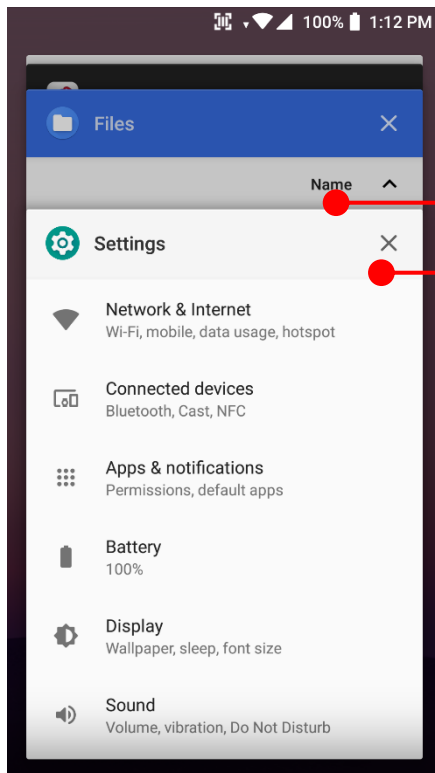 100% 1:12 PM
Files
Name
Settings
Network & Internet
Wi-Fi, mobile, data usage, hotspot
Connected devices
Bluetooth, Cast, NFC
Apps & notifications
Permissions, default apps
Battery
100%
Display
Wallpaper, sleep, font size
Sound
Volume, vibration, Do Not Disturb